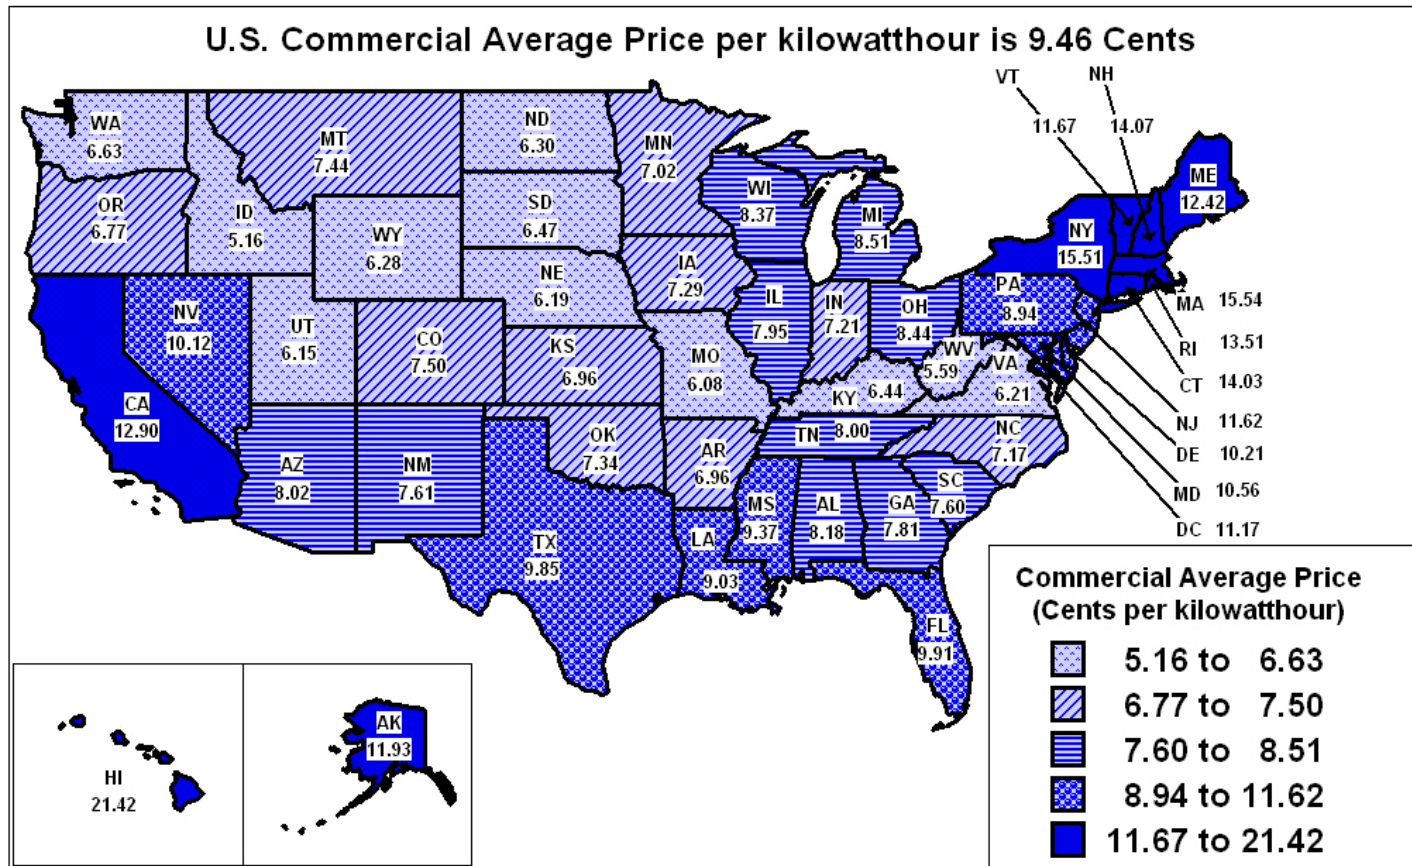 U.S. Commercial Average Price per kilowatthour is 9.46 Cents
VT
NH
11.67
14.07
WA
6.63
MT
7.44
ND
6.30
MN
7.02
OR
6.77
ID
5.16
WY
6.28
SD
6.47
WI
8.37
MI
8.51
NY
15.51
ME
12.42
NV
10.12
UT
6.15
CO
7.50
NE
6.19
IA
7.29
IL
7.95
IN
7.21
OH
8.44
PA
8.94
MA 15.54
RI 13.51
CT 14.03
NJ 11.62
DE 10.21
MD 10.56
DC 11.17
CA
12.90
KS
6.96
MO
6.08
KY 6.44
WV
5.59
VA
6.21
AZ
8.02
NM
7.61
OK
7.34
AR
6.96
TN 8.00
NC
7.17
SC
7.60
TX
9.85
LA
9.03
MS
9.37
AL
8.18
GA
7.81
FL
9.91
HI
21.42
AK
11.93
Commercial Average Price
(Cents per kilowatthour)
5.16 to 6.63
6.77 to 7.50
7.60 to 8.51
8.94 to 11.62
11.67 to 21.42